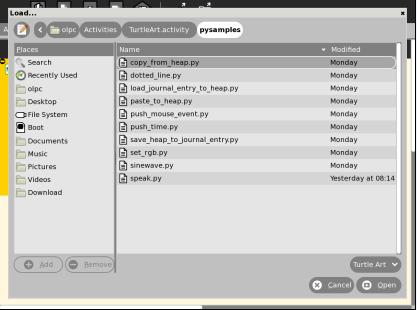 Load...
olpc Activities TurtleArt.activity pysamples
Places Name Modified
Search copy_from_heap.py Monday
Recently Used dotted_line.py Monday
olpc load_journal_entry_to_heap.py Monday
Desktop paste_to_heap.py Monday
File System push_mouse_event.py Monday
Boot push_time.py Monday
Documents save_heap_to_journal_entry.py Monday
Music set_rgb.py Monday
Pictures sinewave.py Monday
Videos speak.py Yesterday at 08:14
Download
Add Remove Turtle Art
Cancel Open